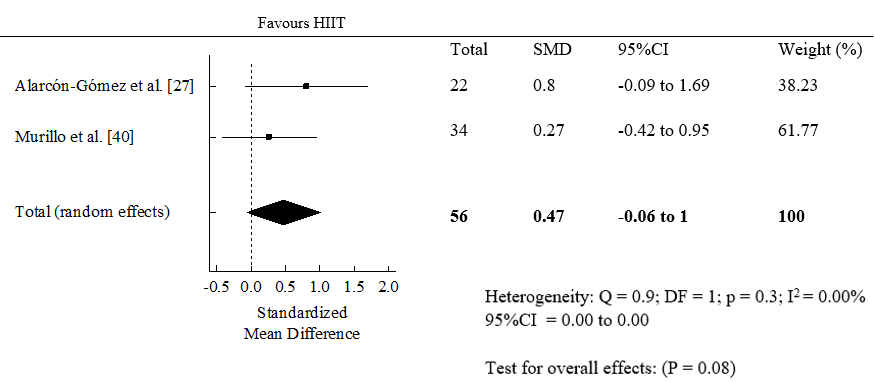 Favours HIIT
Total SMD 95%CI Weight (%)
Alarcón-Gómez et al. [27] 22 0.8 -0.09 to 1.69 38.23
Murillo et al. [40] 34 0.27 -0.42 to 0.95 61.77
Total (random effects) 56 0.47 -0.06 to 1 100
-0.5 0.0 0.5 1.0 1.5 2.0
Standardized
Mean Difference
Heterogeneity: Q = 0.9; DF = 1; p = 0.3; I² = 0.00%
95%CI = 0.00 to 0.00
Test for overall effects: (P = 0.08)